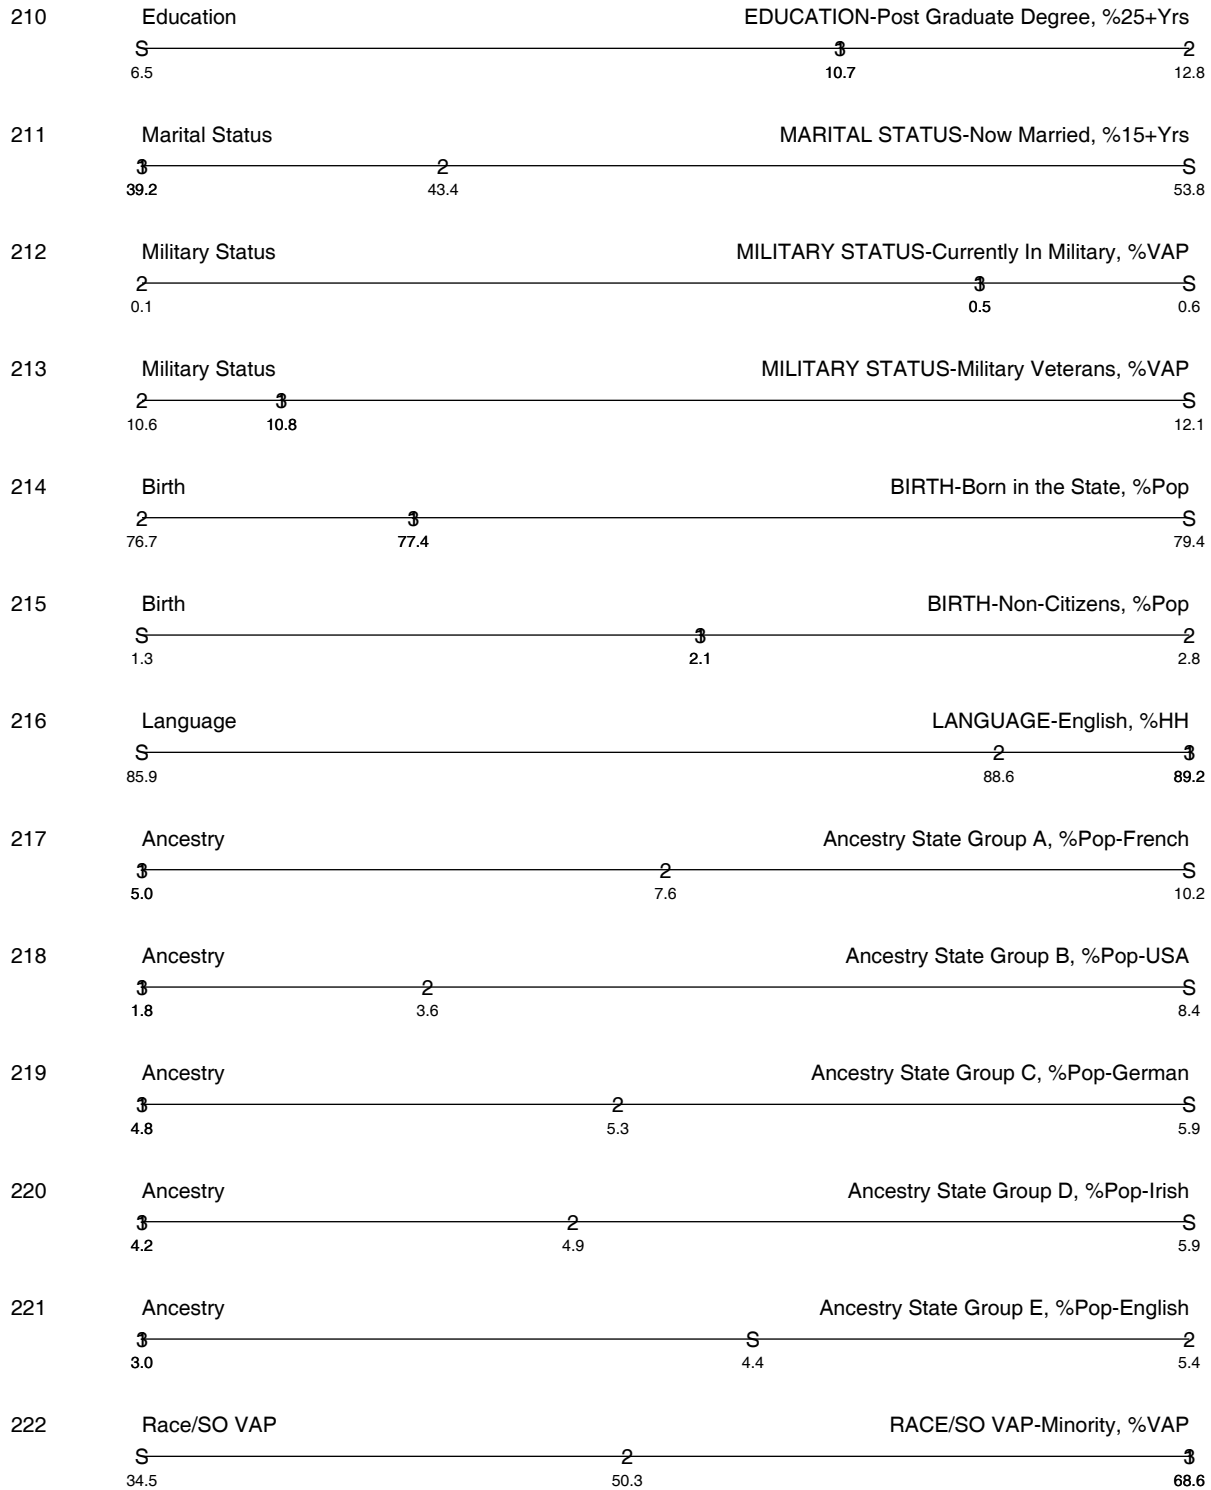 210 Education EDUCATION-Post Graduate Degree, %25+Yrs
S 3 2
6.5 10.7 12.8
211 Marital Status MARITAL STATUS-Now Married, %15+Yrs
3 2 S
39.2 43.4 53.8
212 Military Status MILITARY STATUS-Currently In Military, %VAP
2 3 S
0.1 0.5 0.6
213 Military Status MILITARY STATUS-Military Veterans, %VAP
2 3 S
10.6 10.8 12.1
214 Birth BIRTH-Born in the State, %Pop
2 3 S
76.7 77.4 79.4
215 Birth BIRTH-Non-Citizens, %Pop
S 3 2
1.3 2.1 2.8
216 Language LANGUAGE-English, %HH
S 2 3
85.9 88.6 89.2
217 Ancestry Ancestry State Group A, %Pop-French
3 2 S
5.0 7.6 10.2
218 Ancestry Ancestry State Group B, %Pop-USA
3 2 S
1.8 3.6 8.4
219 Ancestry Ancestry State Group C, %Pop-German
3 2 S
4.8 5.3 5.9
220 Ancestry Ancestry State Group D, %Pop-Irish
3 2 S
4.2 4.9 5.9
221 Ancestry Ancestry State Group E, %Pop-English
3 S 2
3.0 4.4 5.4
222 Race/SO VAP RACE/SO VAP-Minority, %VAP
S 2 3
34.5 50.3 68.6